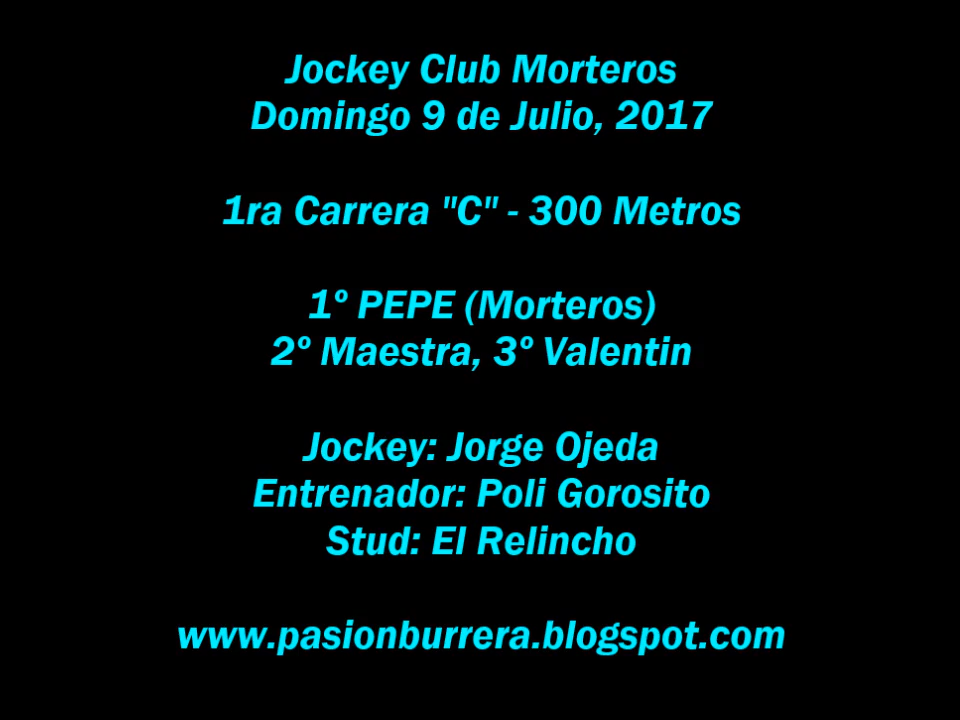 Jockey Club Morteros
Domingo 9 de Julio, 2017
1ra Carrera "C" - 300 Metros
1º PEPE (Morteros)
2º Maestra, 3º Valentin
Jockey: Jorge Ojeda
Entrenador: Poli Gorosito
Stud: El Relincho
www.pasionburrera.blogspot.com